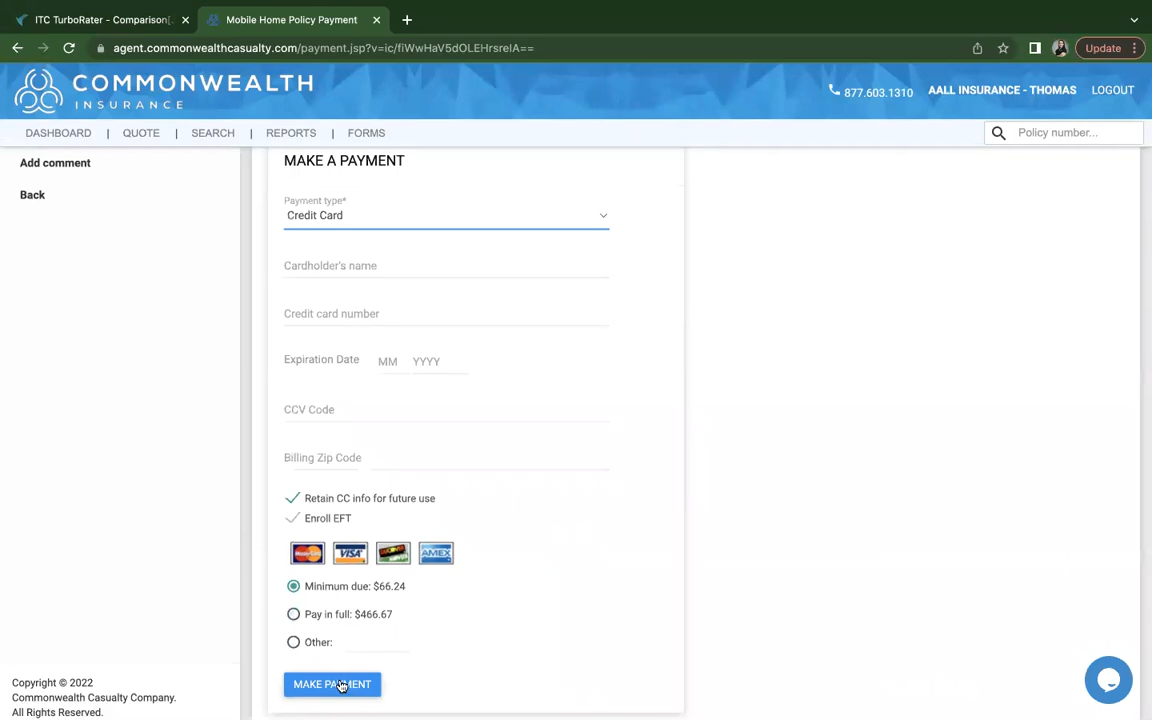 ITC TurboRater - Comparison[
Mobile Home Policy Payment
agent.commonwealthcasualty.com/payment.jsp?v=ic/fiWwHaV5dOLEHrsrelA==
Update
COMMONWEALTH
INSURANCE
877.603.1310
AALL INSURANCE - THOMAS
LOGOUT
DASHBOARD | QUOTE | SEARCH | REPORTS | FORMS
Policy number...
Add comment
Back
MAKE A PAYMENT
Payment type*
Credit Card
Cardholder's name
Credit card number
Expiration Date MM YYYY
CCV Code
Billing Zip Code
Retain CC info for future use
Enroll EFT
MasterCard VISA DISCOVER AMEX
Minimum due: $66.24
Pay in full: $466.67
Other:
MAKE PAYMENT
Copyright © 2022
Commonwealth Casualty Company.
All Rights Reserved.